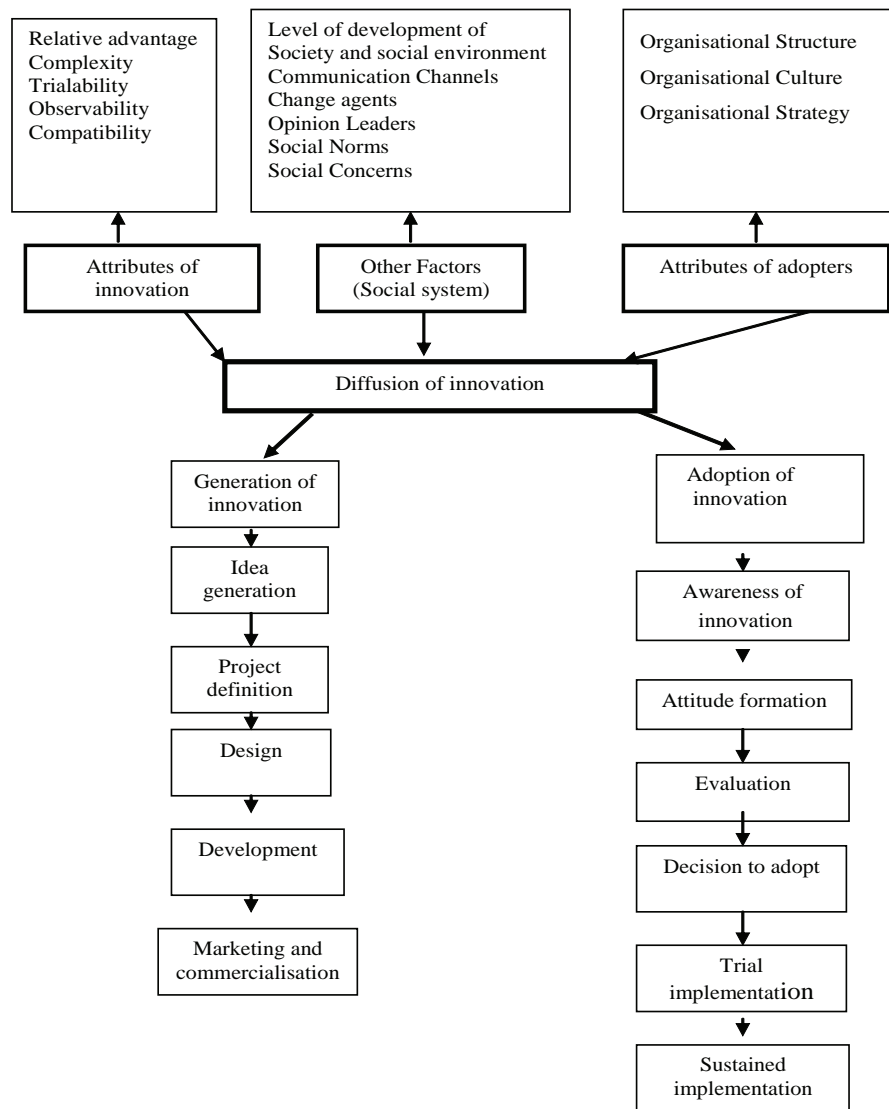 Relative advantage
Complexity
Trialability
Observability
Compatibility
Level of development of
Society and social environment
Communication Channels
Change agents
Opinion Leaders
Social Norms
Social Concerns
Organisational Structure
Organisational Culture
Organisational Strategy
Attributes of
innovation
Other Factors
(Social system)
Attributes of adopters
Diffusion of innovation
Generation of
innovation
Idea
generation
Project
definition
Design
Development
Marketing and
commercialisation
Adoption of
innovation
Awareness of
innovation
Attitude formation
Evaluation
Decision to adopt
Trial
implementation
Sustained
implementation